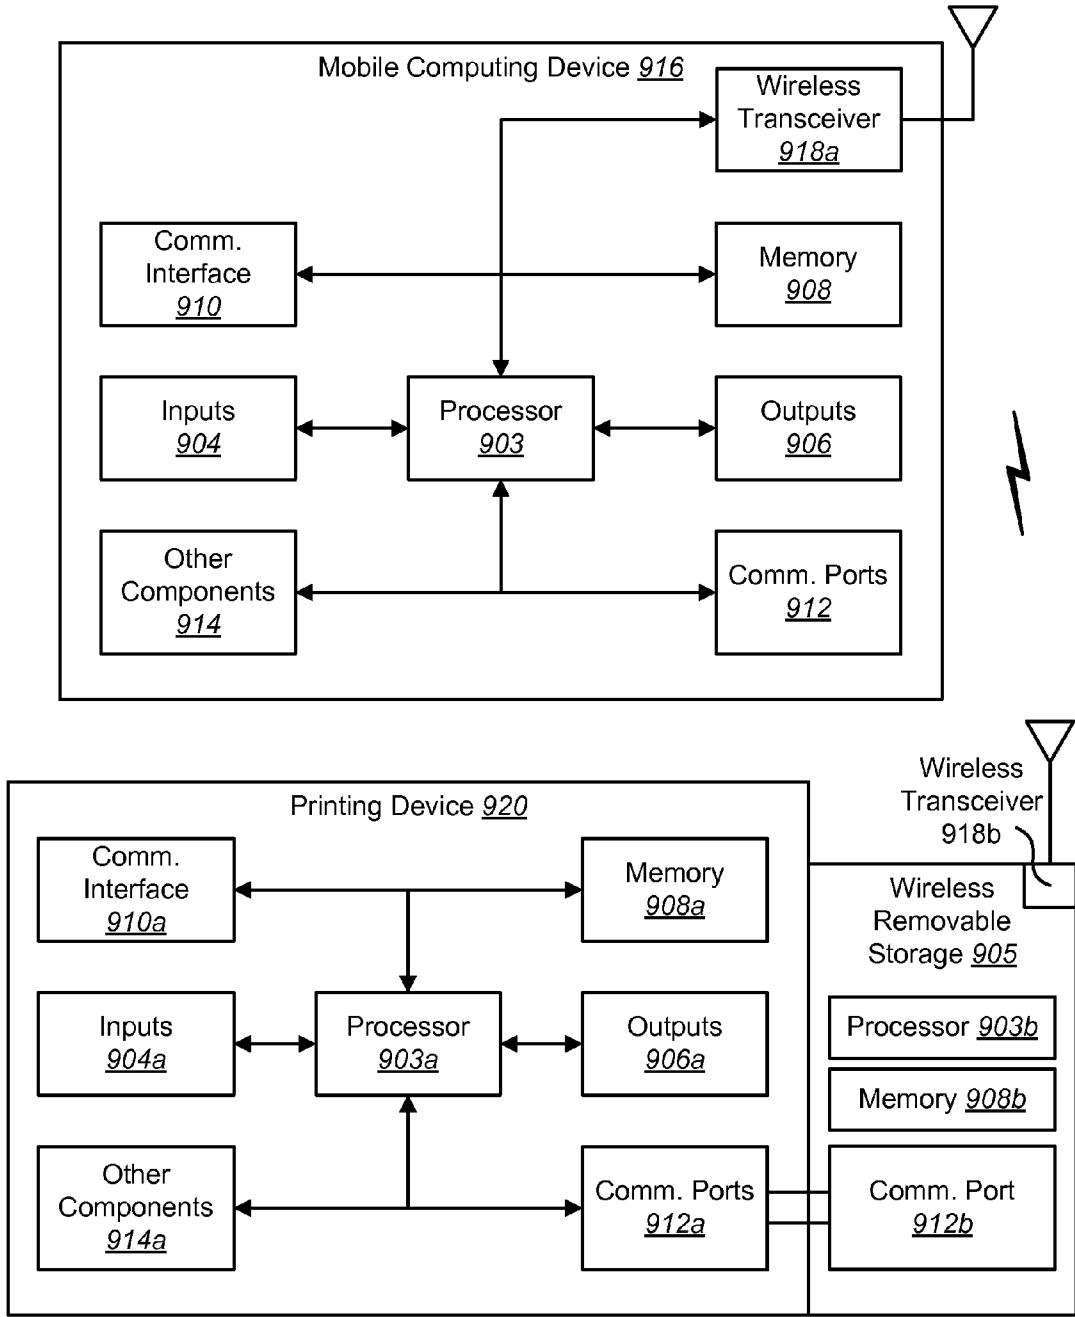 Mobile Computing Device 916
Wireless
Transceiver
918a
Comm.
Interface
910
Memory
908
Inputs
904
Processor
903
Outputs
906
Other
Components
914
Comm. Ports
912
Printing Device 920
Wireless
Transceiver
918b
Comm.
Interface
910a
Memory
908a
Wireless
Removable
Storage 905
Inputs
904a
Processor
903a
Outputs
906a
Processor 903b
Memory 908b
Other
Components
914a
Comm. Ports
912a
Comm. Port
912b